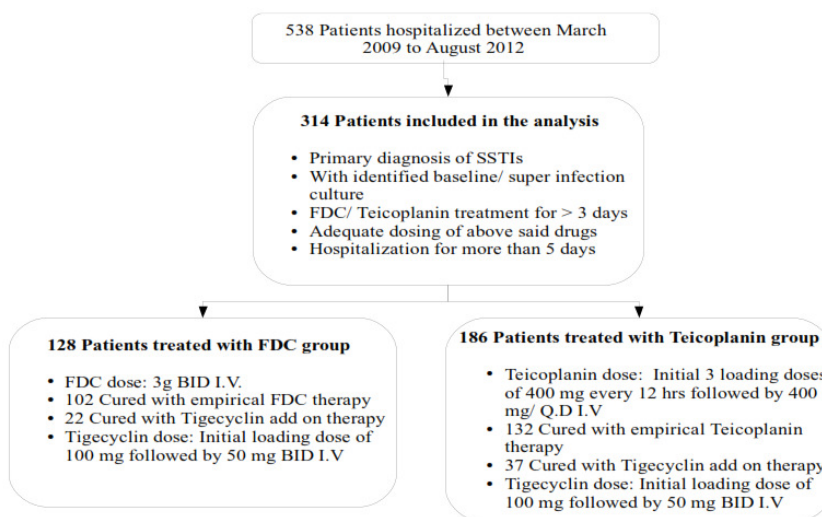 538 Patients hospitalized between March
2009 to August 2012
314 Patients included in the analysis
• Primary diagnosis of SSTIs
• With identified baseline/ super infection
culture
• FDC/ Teicoplanin treatment for > 3 days
• Adequate dosing of above said drugs
• Hospitalization for more than 5 days
128 Patients treated with FDC group
• FDC dose: 3g BID I.V.
• 102 Cured with empirical FDC therapy
• 22 Cured with Tigecyclin add on therapy
• Tigecyclin dose: Initial loading dose of
100 mg followed by 50 mg BID I.V
186 Patients treated with Teicoplanin group
• Teicoplanin dose: Initial 3 loading doses
of 400 mg every 12 hrs followed by 400
mg/ Q.D I.V
• 132 Cured with empirical Teicoplanin
therapy
• 37 Cured with Tigecyclin add on therapy
• Tigecyclin dose: Initial loading dose of
100 mg followed by 50 mg BID I.V